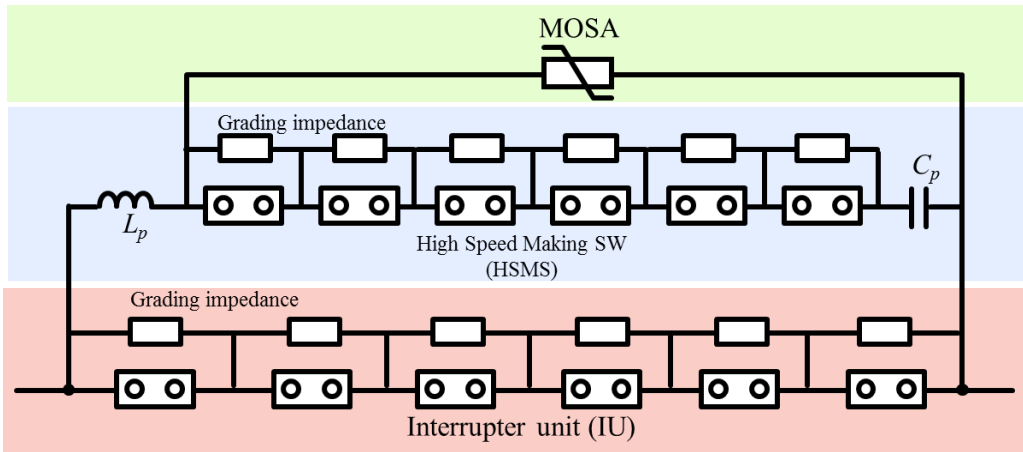 MOSA
Grading impedance
C_p
L_p
High Speed Making SW
(HSMS)
Grading impedance
Interrupter unit (IU)